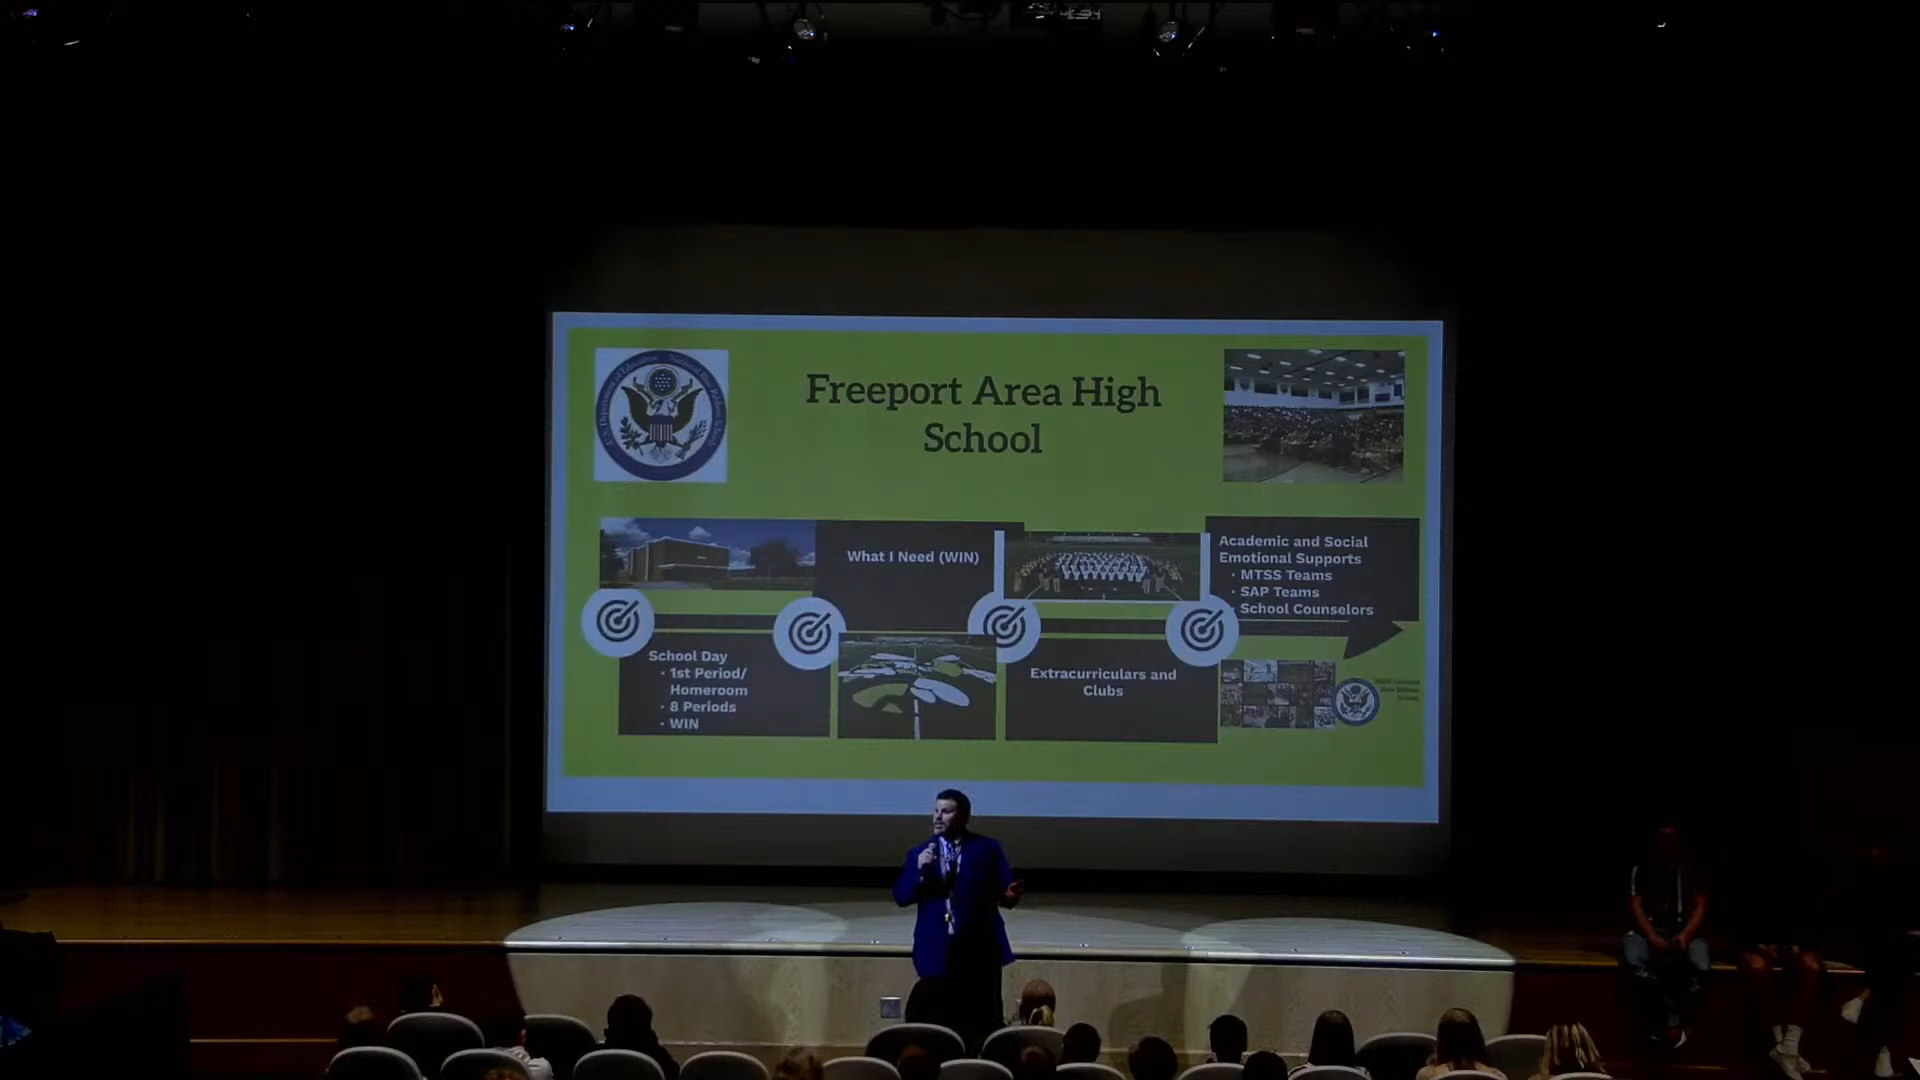 Freeport Area High
School
What I Need (WIN)
Academic and Social
Emotional Supports
· MTSS Teams
· SAP Teams
· School Counselors
School Day
· 1st Period/
Homeroom
· 8 Periods
· WIN
Extracurriculars and
Clubs